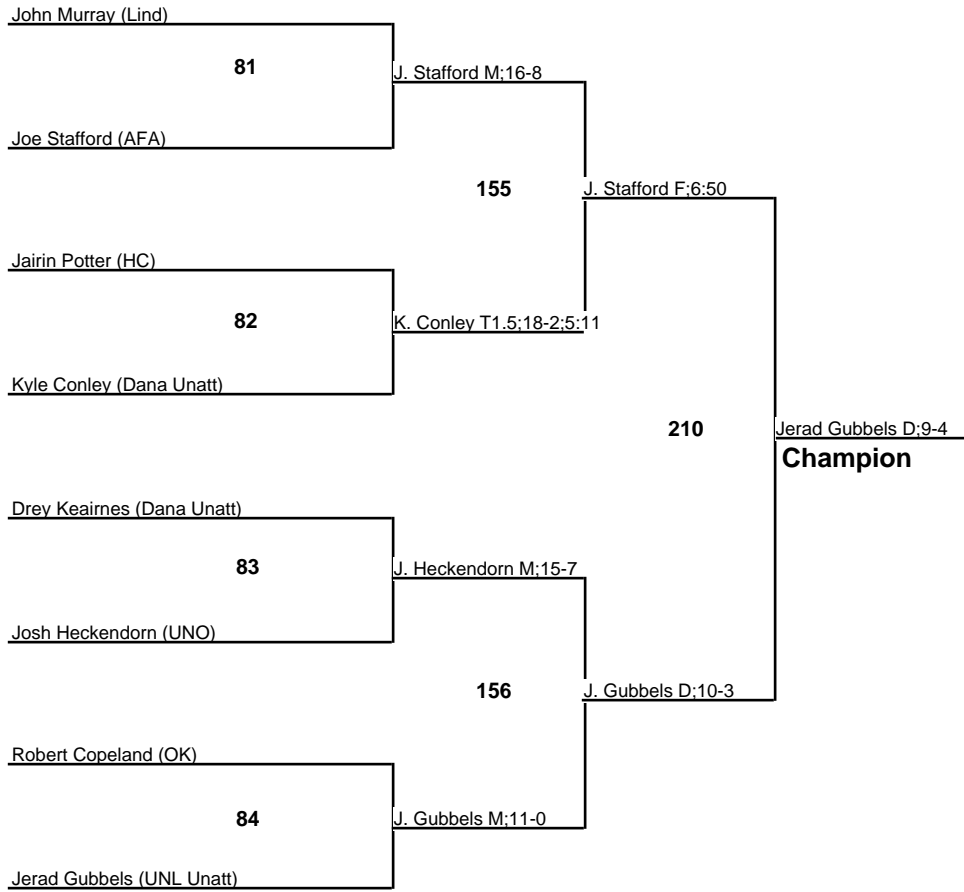 John Murray (Lind)
81
J. Stafford M;16-8
Joe Stafford (AFA)
155
J. Stafford F;6:50
Jairin Potter (HC)
82
K. Conley T1.5;18-2;5:11
Kyle Conley (Dana Unatt)
210
Jerad Gubbels D;9-4
Champion
Drey Keairnes (Dana Unatt)
83
J. Heckendorn M;15-7
Josh Heckendorn (UNO)
156
J. Gubbels D;10-3
Robert Copeland (OK)
84
J. Gubbels M;11-0
Jerad Gubbels (UNL Unatt)